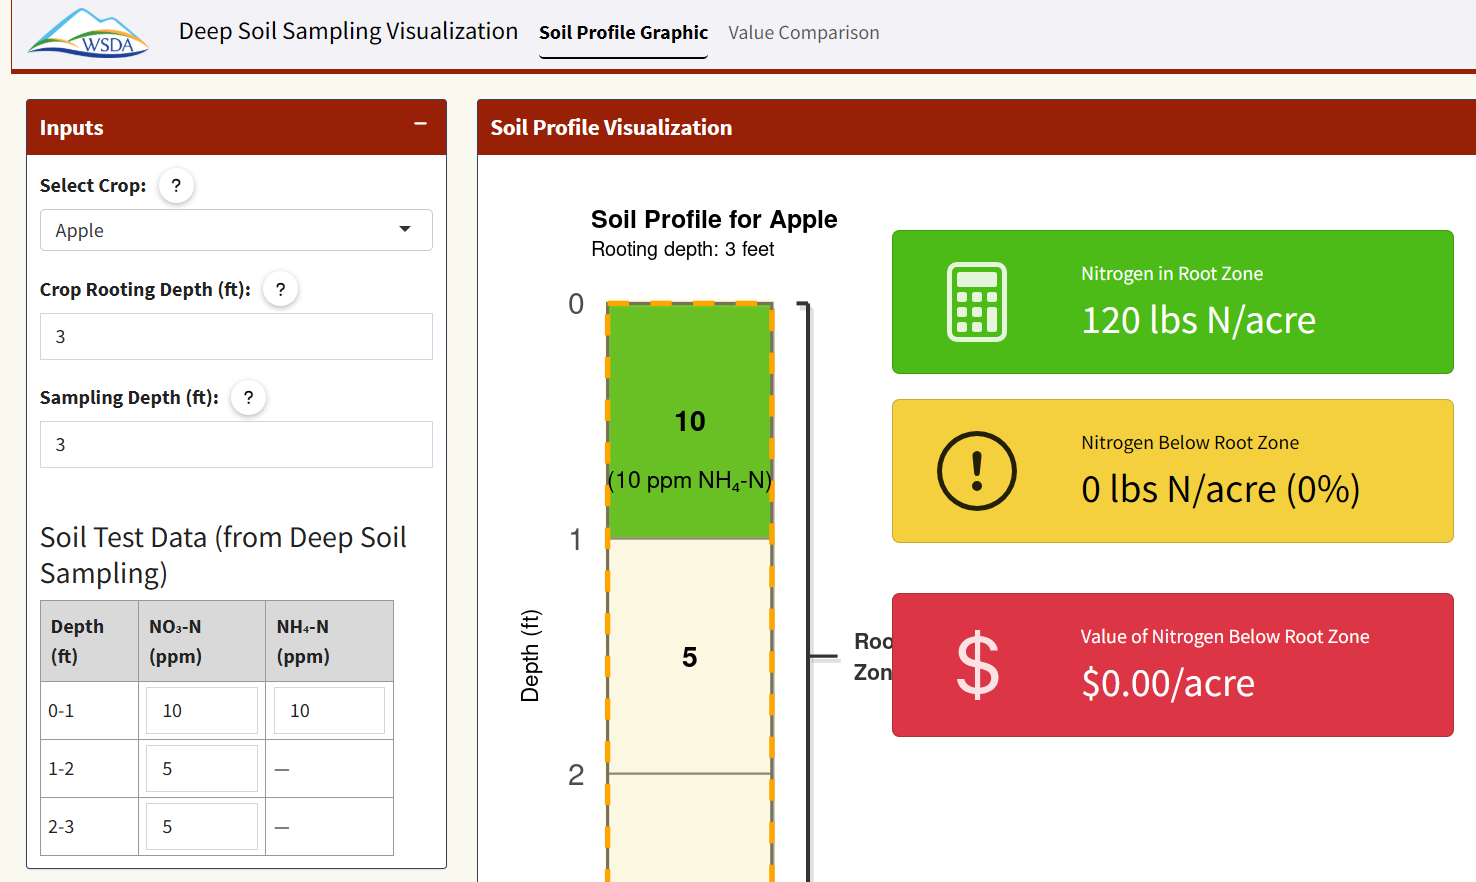 WSDA
Deep Soil Sampling Visualization
Soil Profile Graphic
Value Comparison
Inputs
−
Select Crop:
?
Apple
Crop Rooting Depth (ft):
?
3
Sampling Depth (ft):
?
3
Soil Test Data (from Deep Soil
Sampling)
Depth (ft)
NO₃-N (ppm)
NH₄-N (ppm)
0-1
10
10
1-2
5
—
2-3
5
—
Soil Profile Visualization
Soil Profile for Apple
Rooting depth: 3 feet
0
10
(10 ppm NH₄-N)
1
Depth (ft)
5
2
Roo
Zon
Nitrogen in Root Zone
120 lbs N/acre
!
Nitrogen Below Root Zone
0 lbs N/acre (0%)
$
Value of Nitrogen Below Root Zone
$0.00/acre